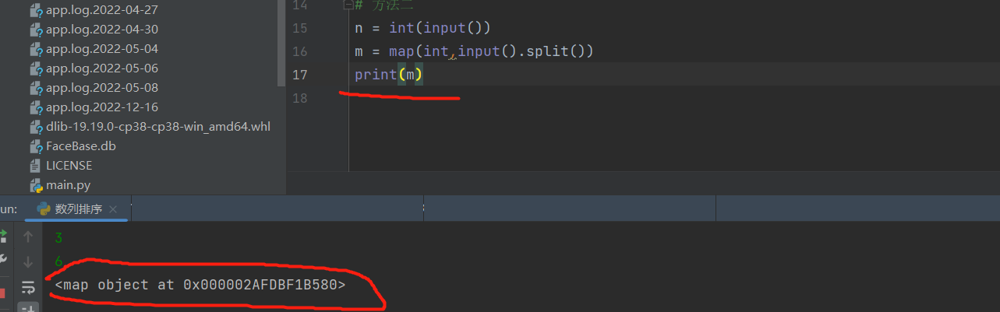 app.log.2022-04-27
app.log.2022-04-30
app.log.2022-05-04
app.log.2022-05-06
app.log.2022-05-08
app.log.2022-12-16
dlib-19.19.0-cp38-cp38-win_amd64.whl
FaceBase.db
LICENSE
main.py
14 # 方法二
15 n = int(input())
16 m = map(int,input().split())
17 print(m)
18
un: 数列排序
3
6
<map object at 0x000002AFDBF1B580>